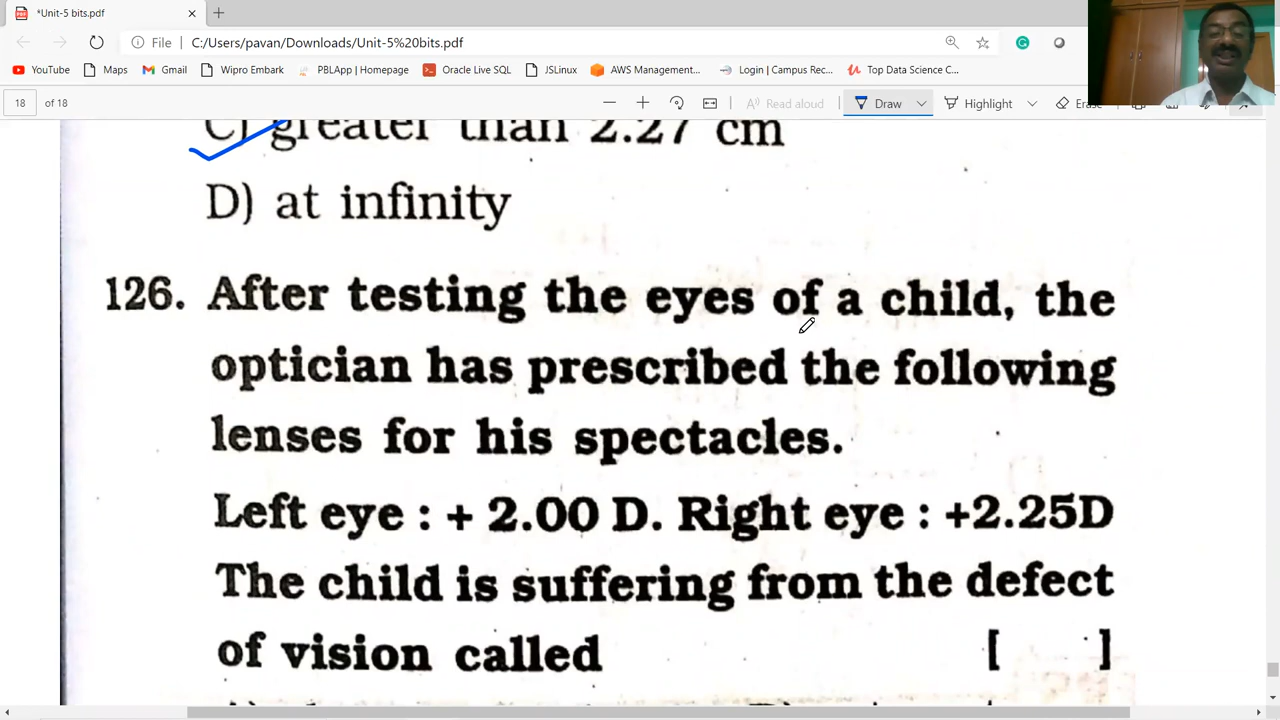 *Unit-5 bits.pdf
File C:/Users/pavan/Downloads/Unit-5%20bits.pdf
YouTube Maps Gmail Wipro Embark PBLApp | Homepage Oracle Live SQL JSLinux AWS Management... Login | Campus Rec... Top Data Science C...
18 of 18 Read aloud Draw Highlight Erase
C) greater than 2.27 cm
D) at infinity
126. After testing the eyes of a child, the
optician has prescribed the following
lenses for his spectacles.
Left eye : + 2.00 D. Right eye : +2.25D
The child is suffering from the defect
of vision called [ ]